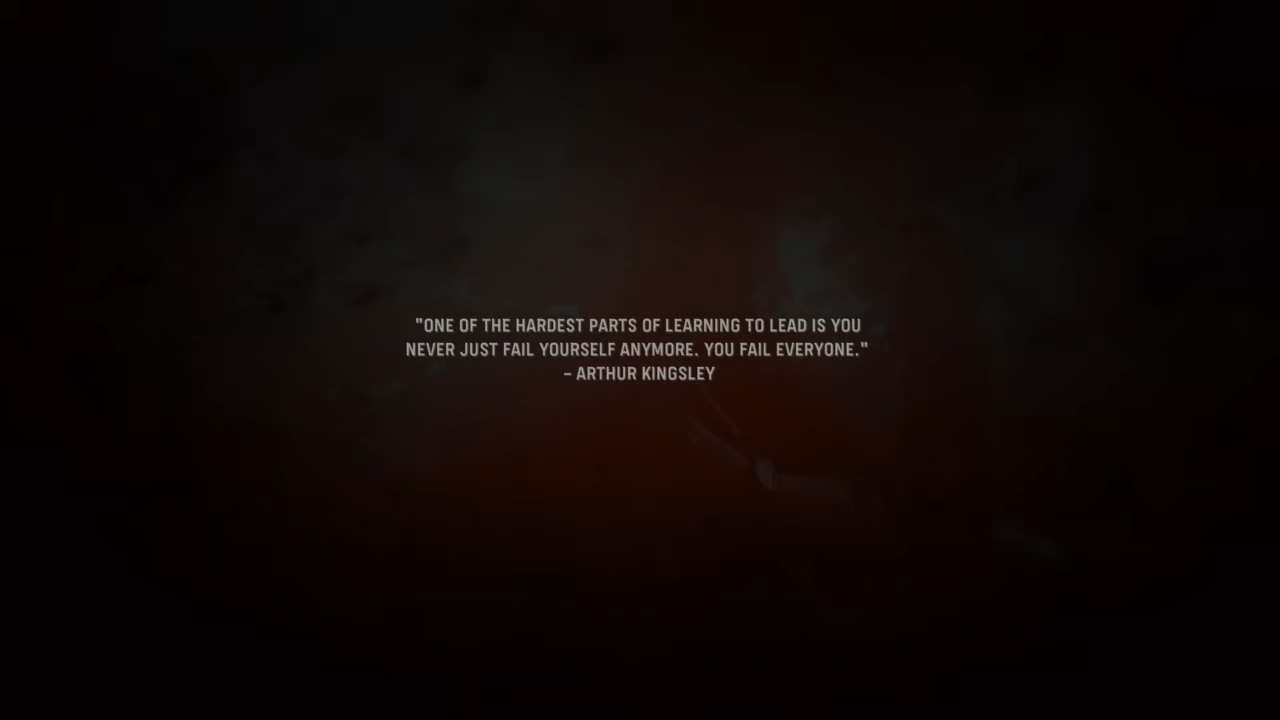 "ONE OF THE HARDEST PARTS OF LEARNING TO LEAD IS YOU
NEVER JUST FAIL YOURSELF ANYMORE. YOU FAIL EVERYONE."
– ARTHUR KINGSLEY